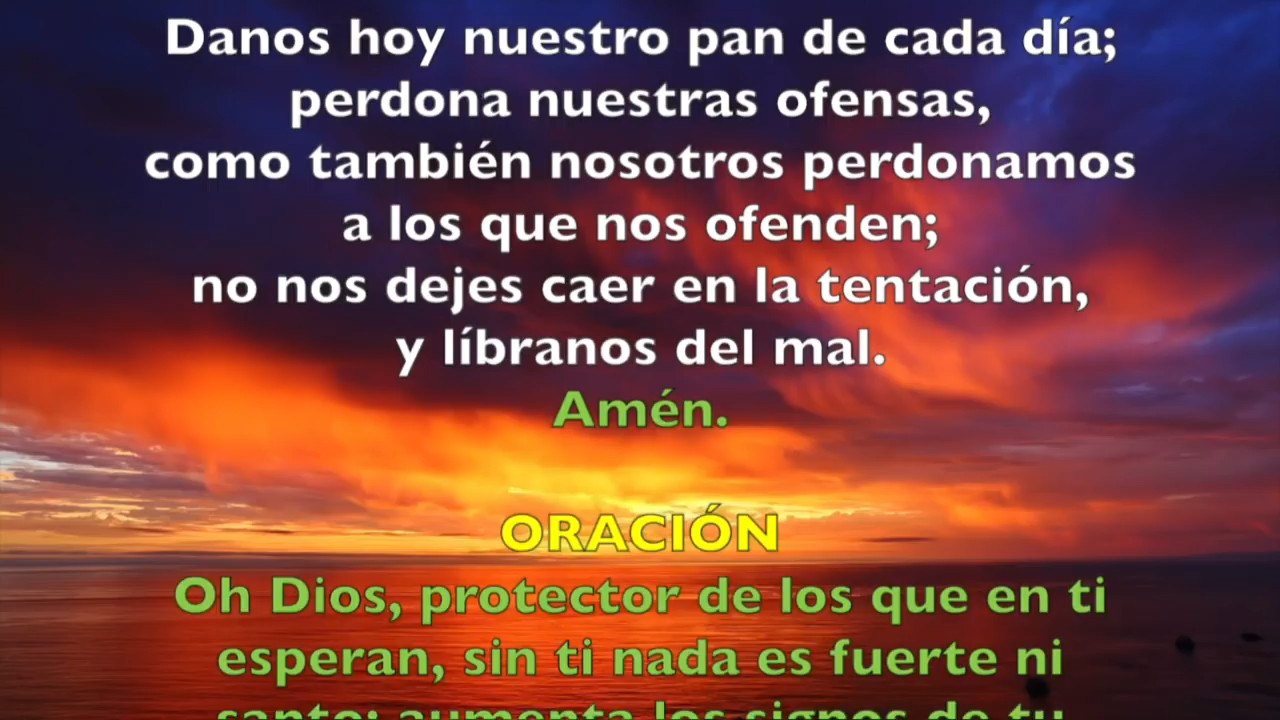 Danos hoy nuestro pan de cada día;
perdona nuestras ofensas,
como también nosotros perdonamos
a los que nos ofenden;
no nos dejes caer en la tentación,
y líbranos del mal.
Amén.
ORACIÓN
Oh Dios, protector de los que en ti
esperan, sin ti nada es fuerte ni
santo; aumenta los signos de tu